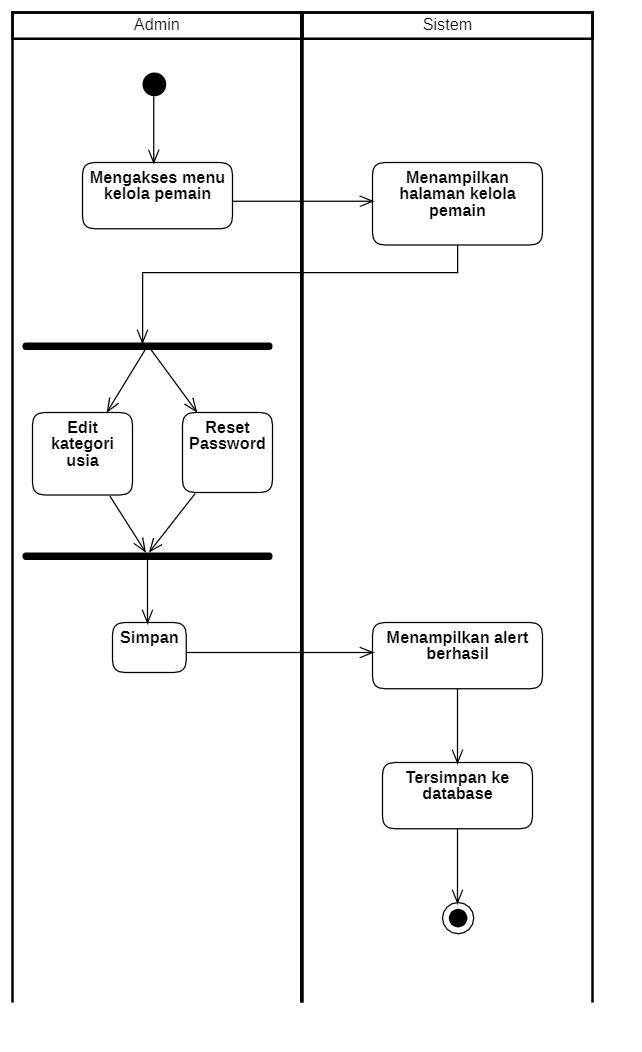 Admin
Sistem
Mengakses menu
kelola pemain
Menampilkan
halaman kelola
pemain
Edit
kategori
usia
Reset
Password
Simpan
Menampilkan alert
berhasil
Tersimpan ke
database